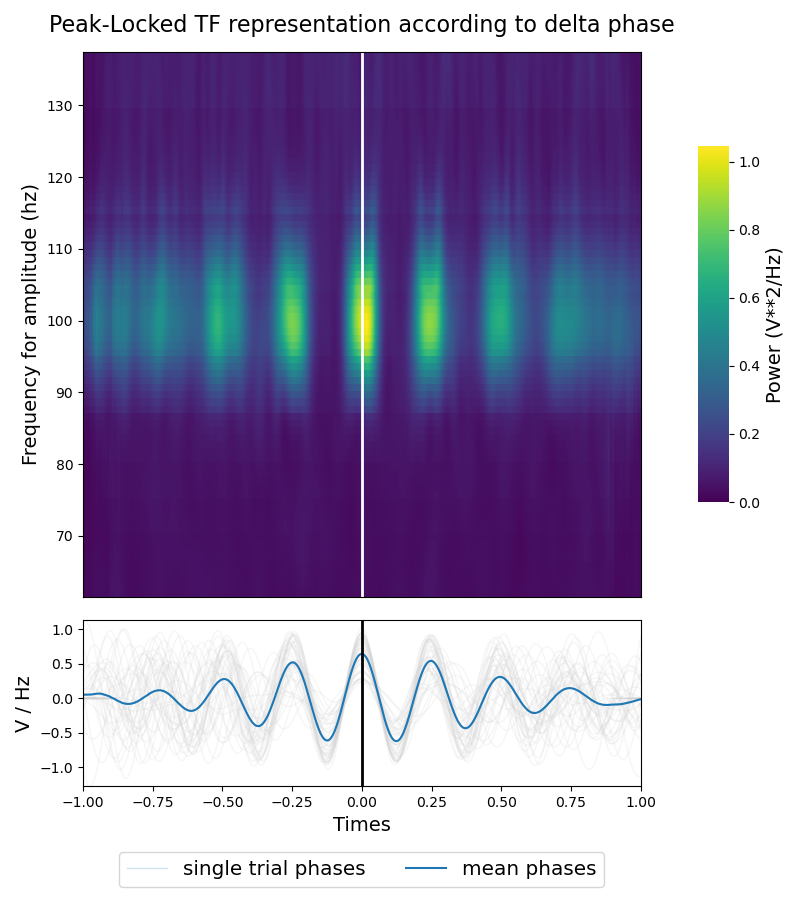 Peak-Locked TF representation according to delta phase
Frequency for amplitude (hz)
130
120
110
100
90
80
70
1.0
0.8
0.6
0.4
0.2
0.0
Power (V**2/Hz)
V / Hz
1.0
0.5
0.0
−0.5
−1.0
−1.00 −0.75 −0.50 −0.25 0.00 0.25 0.50 0.75 1.00
Times
single trial phases mean phases